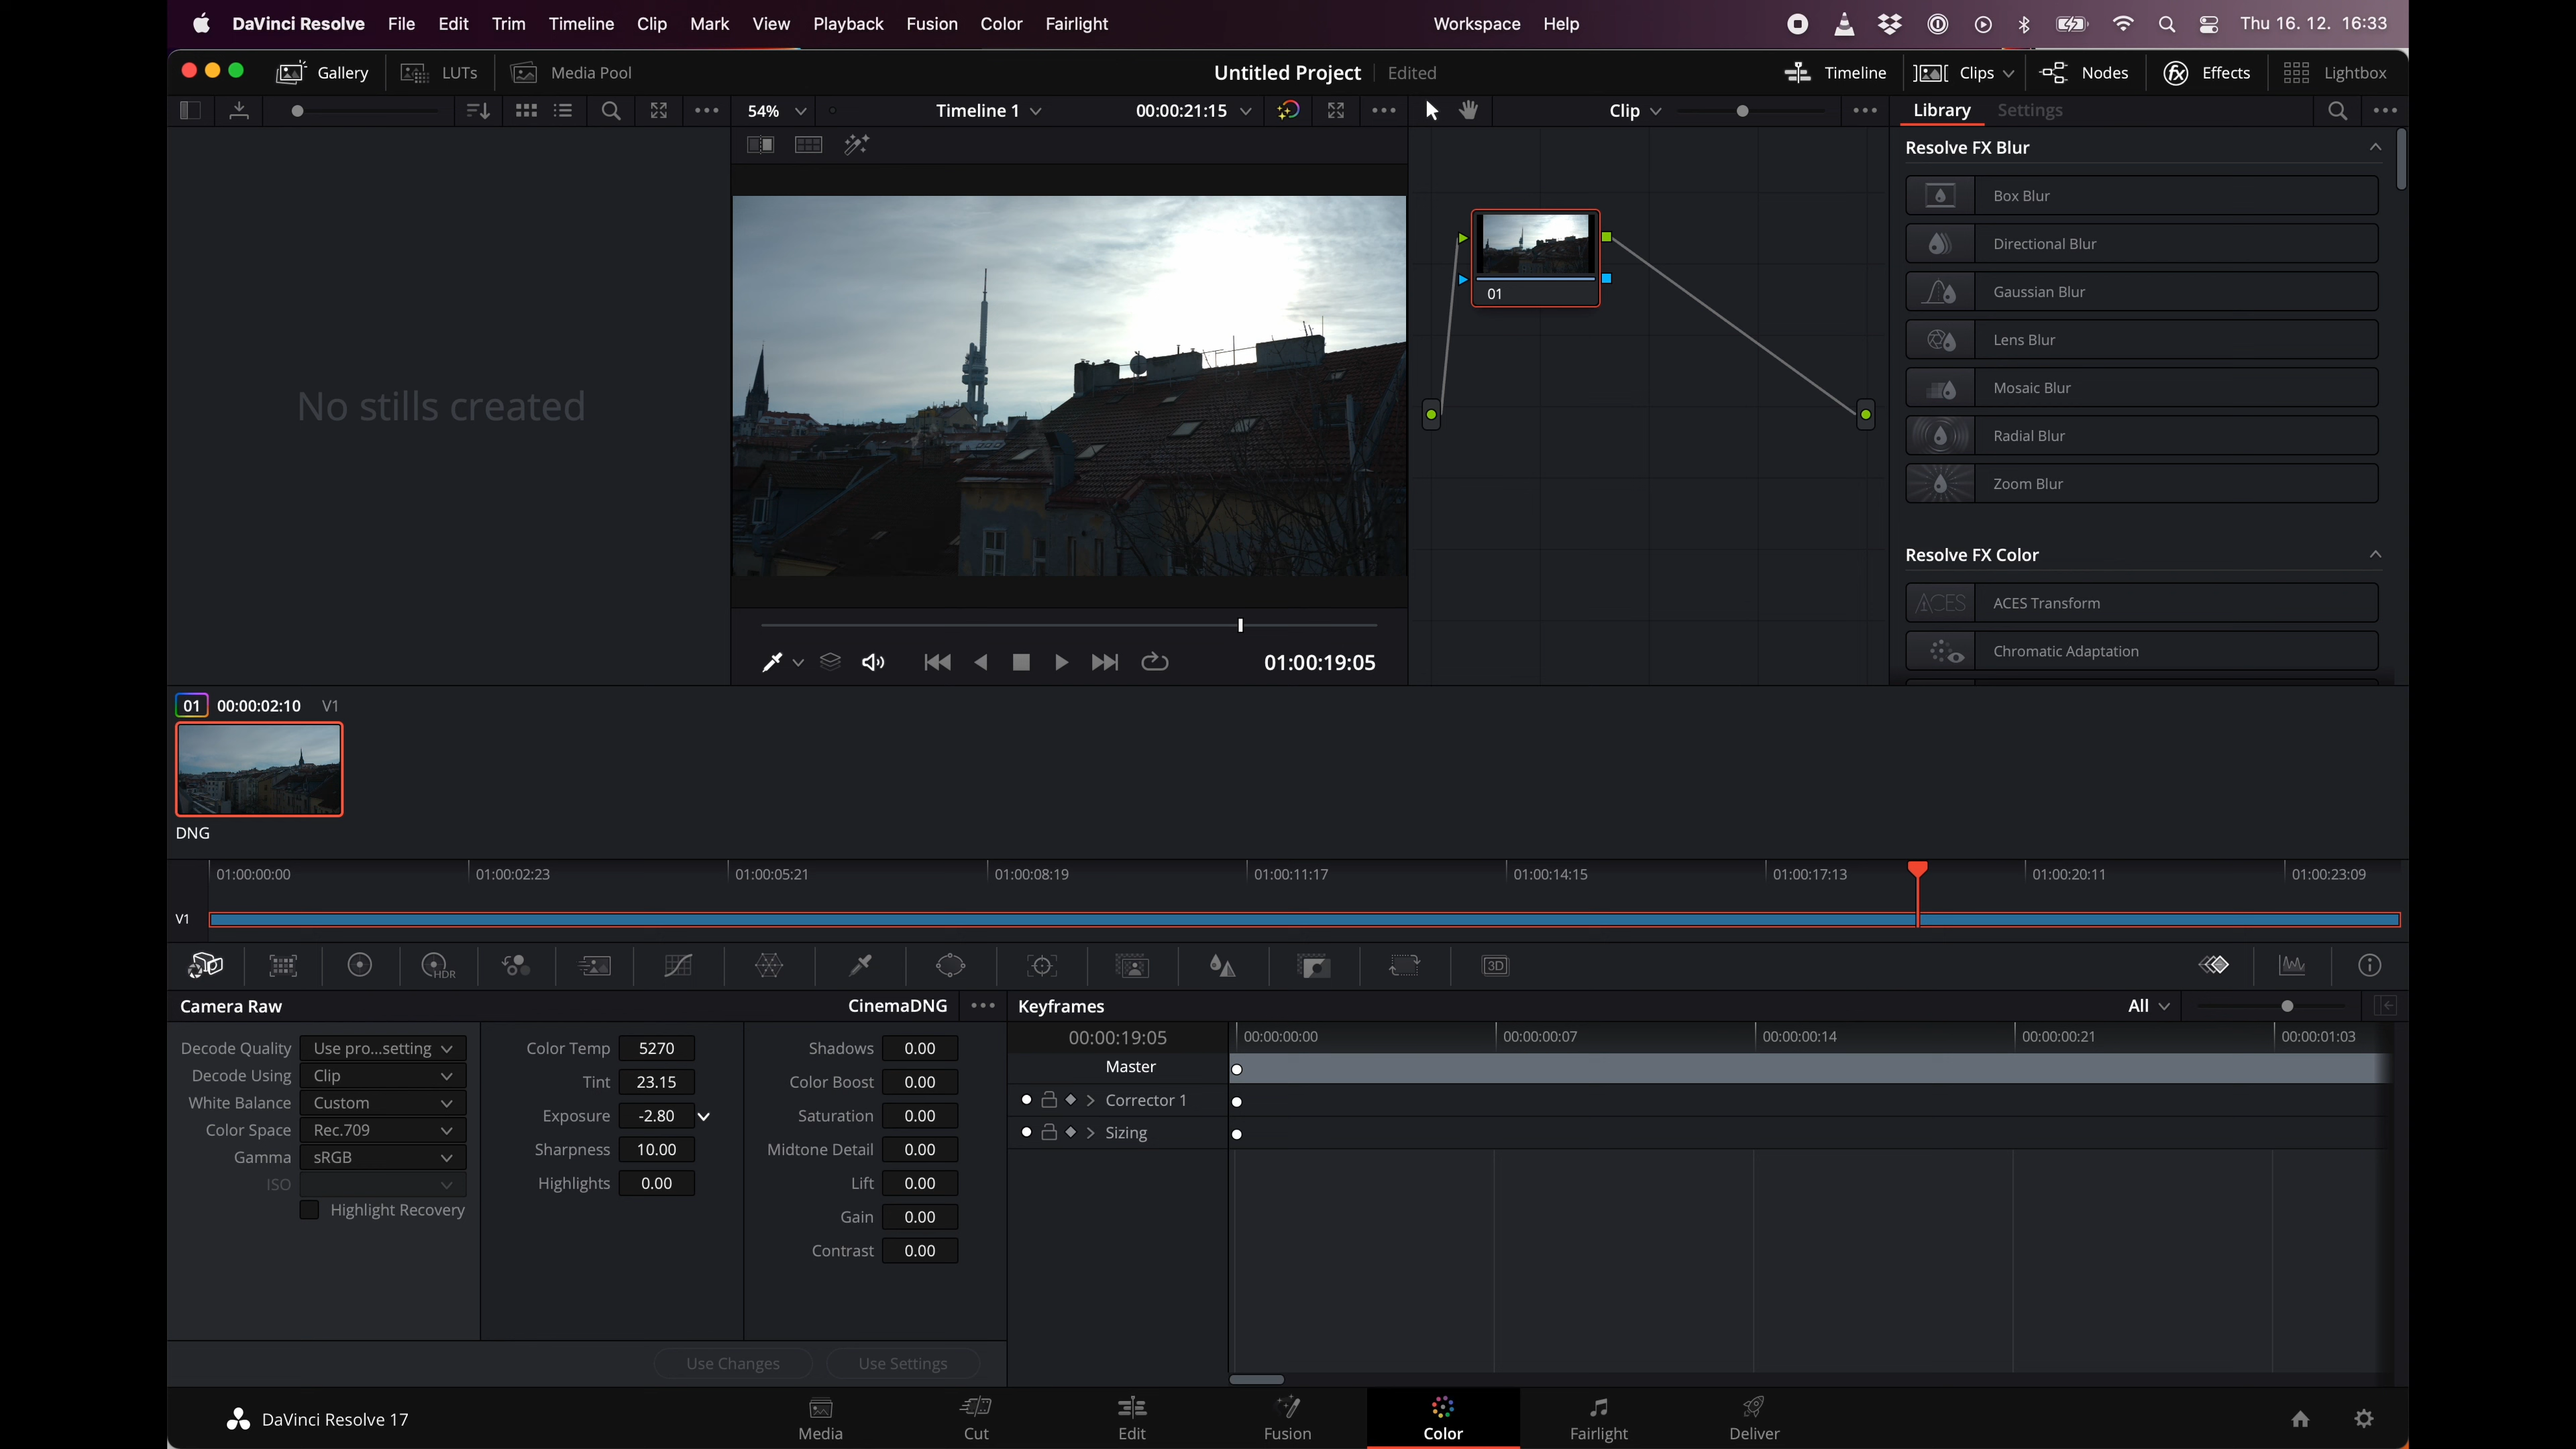 DaVinci Resolve File Edit Trim Timeline Clip Mark View Playback Fusion Color Fairlight Workspace Help Thu 16. 12. 16:33
Gallery LUTs Media Pool Untitled Project Edited Timeline Clips Nodes fx Effects Lightbox
54% Timeline 1 00:00:21:15 Clip Library Settings
Resolve FX Blur
Box Blur
Directional Blur
Gaussian Blur
Lens Blur
Mosaic Blur
Radial Blur
Zoom Blur
Resolve FX Color
ACES ACES Transform
Chromatic Adaptation
01
No stills created
01:00:19:05
01 00:00:02:10 V1
DNG
01:00:00:00 01:00:02:23 01:00:05:21 01:00:08:19 01:00:11:17 01:00:14:15 01:00:17:13 01:00:20:11 01:00:23:09
V1
HDR 3D
Camera Raw CinemaDNG
Decode Quality Use pro...setting
Decode Using Clip
White Balance Custom
Color Space Rec.709
Gamma sRGB
ISO
Highlight Recovery
Color Temp 5270
Tint 23.15
Exposure -2.80
Sharpness 10.00
Highlights 0.00
Shadows 0.00
Color Boost 0.00
Saturation 0.00
Midtone Detail 0.00
Lift 0.00
Gain 0.00
Contrast 0.00
Use Changes Use Settings
Keyframes All
00:00:19:05 00:00:00:00 00:00:00:07 00:00:00:14 00:00:00:21 00:00:01:03
Master
Corrector 1
Sizing
DaVinci Resolve 17 Media Cut Edit Fusion Color Fairlight Deliver